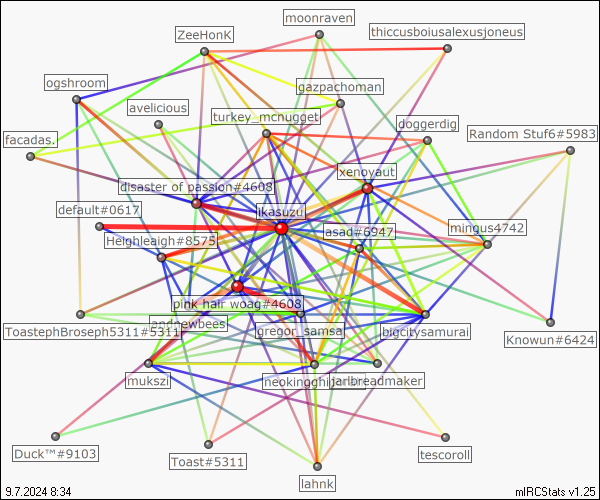 moonraven
ZeeHonK
thiccusboiusalexusjoneus
ogshroom
gazpachoman
avelicious
turkey_mcnugget
doggerdig
Random Stuf6#5983
facadas.
xenoyaut
disaster of passion#4608
default#0617
ikasuzu
asad#6947
mingus4742
Heighleaigh#8575
pink hair woag#4608
andnewbees
ToastephBroseph5311#5311
gregor_samsa
bigcitysamurai
Knowun#6424
mukszi
jarlbreadmaker
Duck™#9103
Toast#5311
tescoroll
lahnk
9.7.2024 8:34
mIRCStats v1.25